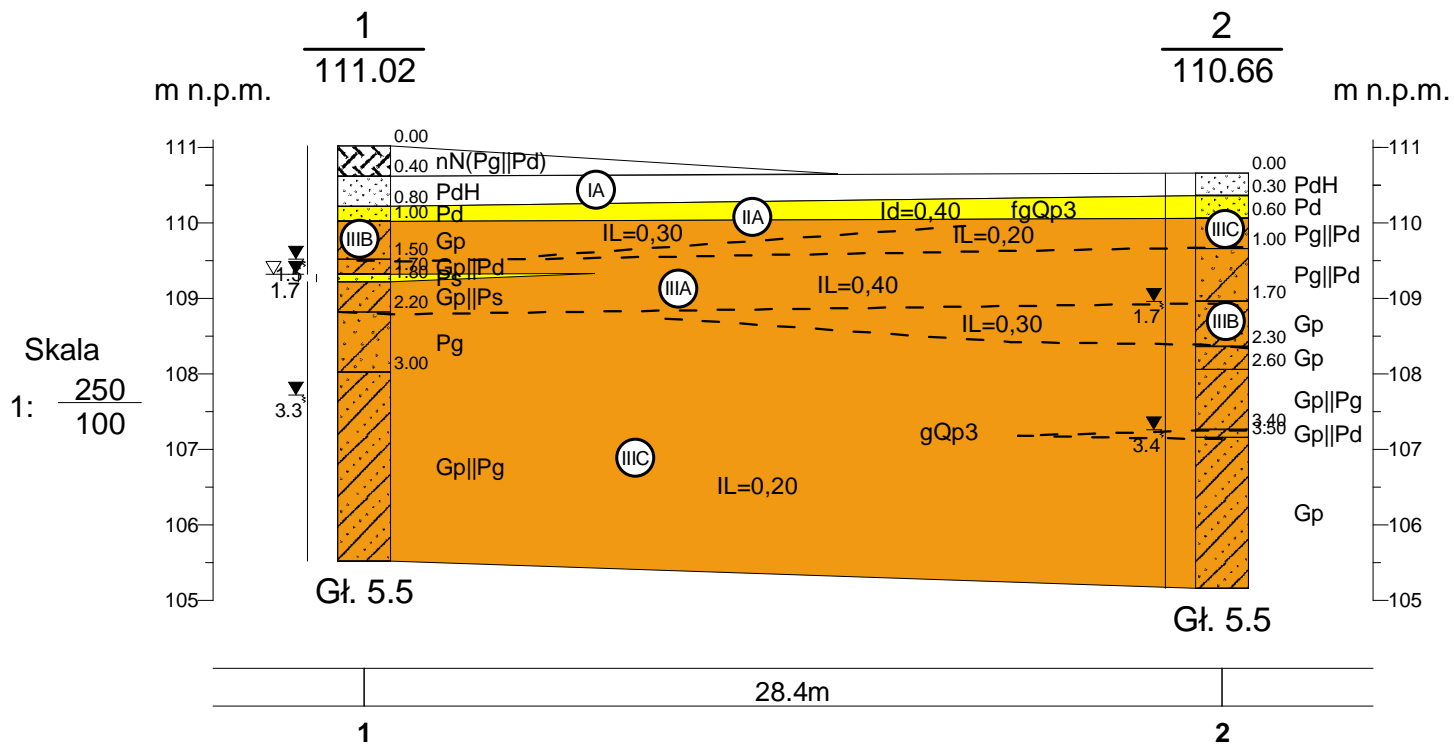 1
111.02
2
110.66
m n.p.m.
m n.p.m.
111
110
109
108
107
106
105
111
110
109
108
107
106
105
Skala
1: 250
100
0.00
0.40 nN(Pg||Pd)
0.80 PdH
1.00 Pd
Gp
1.50
1.70 Gp||Pd
1.80 Ps
2.20 Gp||Ps
Pg
3.00
Gp||Pg
1.7
3.3
IIIB
IA
IIA
Id=0,40 fgQp3
IL=0,30
IL=0,20
IIIA
IL=0,40
IL=0,30
gQp3
IIIC
IL=0,20
1.7
3.4
IIIC
IIIB
0.00
0.30 PdH
0.60 Pd
1.00 Pg||Pd
Pg||Pd
1.70
Gp
2.30
2.60 Gp
Gp||Pg
3.40
3.50 Gp||Pd
Gp
Gł. 5.5
Gł. 5.5
28.4m
1
2